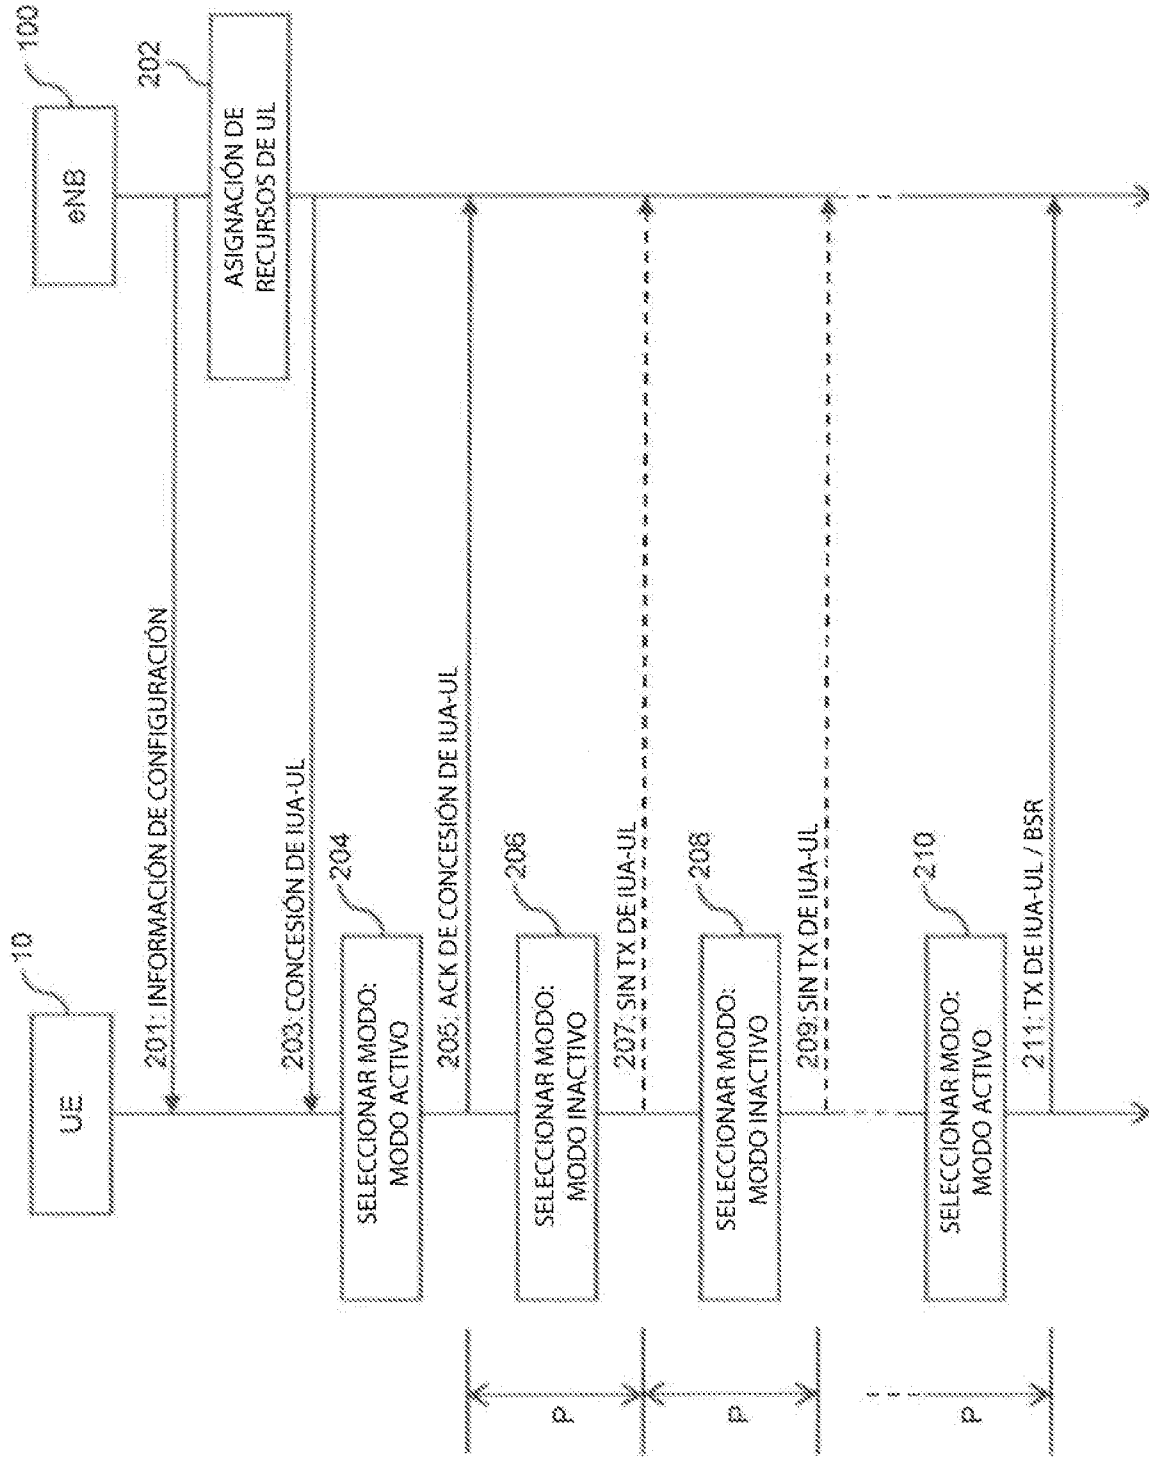 10
UE
100
eNB
201: INFORMACIÓN DE CONFIGURACIÓN
202
ASIGNACIÓN DE
RECURSOS DE UL
203: CONCESIÓN DE IUA-UL
204
SELECCIONAR MODO:
MODO ACTIVO
205: ACK DE CONCESIÓN DE IUA-UL
206
SELECCIONAR MODO:
MODO INACTIVO
P
207: SIN TX DE IUA-UL
208
SELECCIONAR MODO:
MODO INACTIVO
P
209: SIN TX DE IUA-UL
210
SELECCIONAR MODO:
MODO ACTIVO
P
211: TX DE IUA-UL / BSR